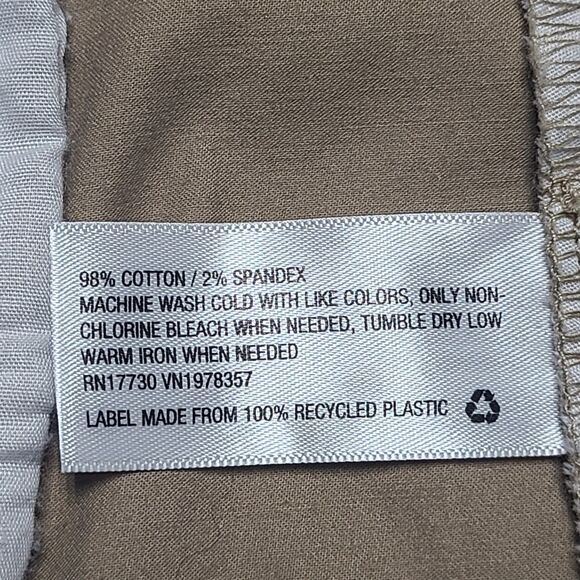 98% COTTON / 2% SPANDEX
MACHINE WASH COLD WITH LIKE COLORS, ONLY NON-
CHLORINE BLEACH WHEN NEEDED, TUMBLE DRY LOW
WARM IRON WHEN NEEDED
RN17730 VN1978357
LABEL MADE FROM 100% RECYCLED PLASTIC